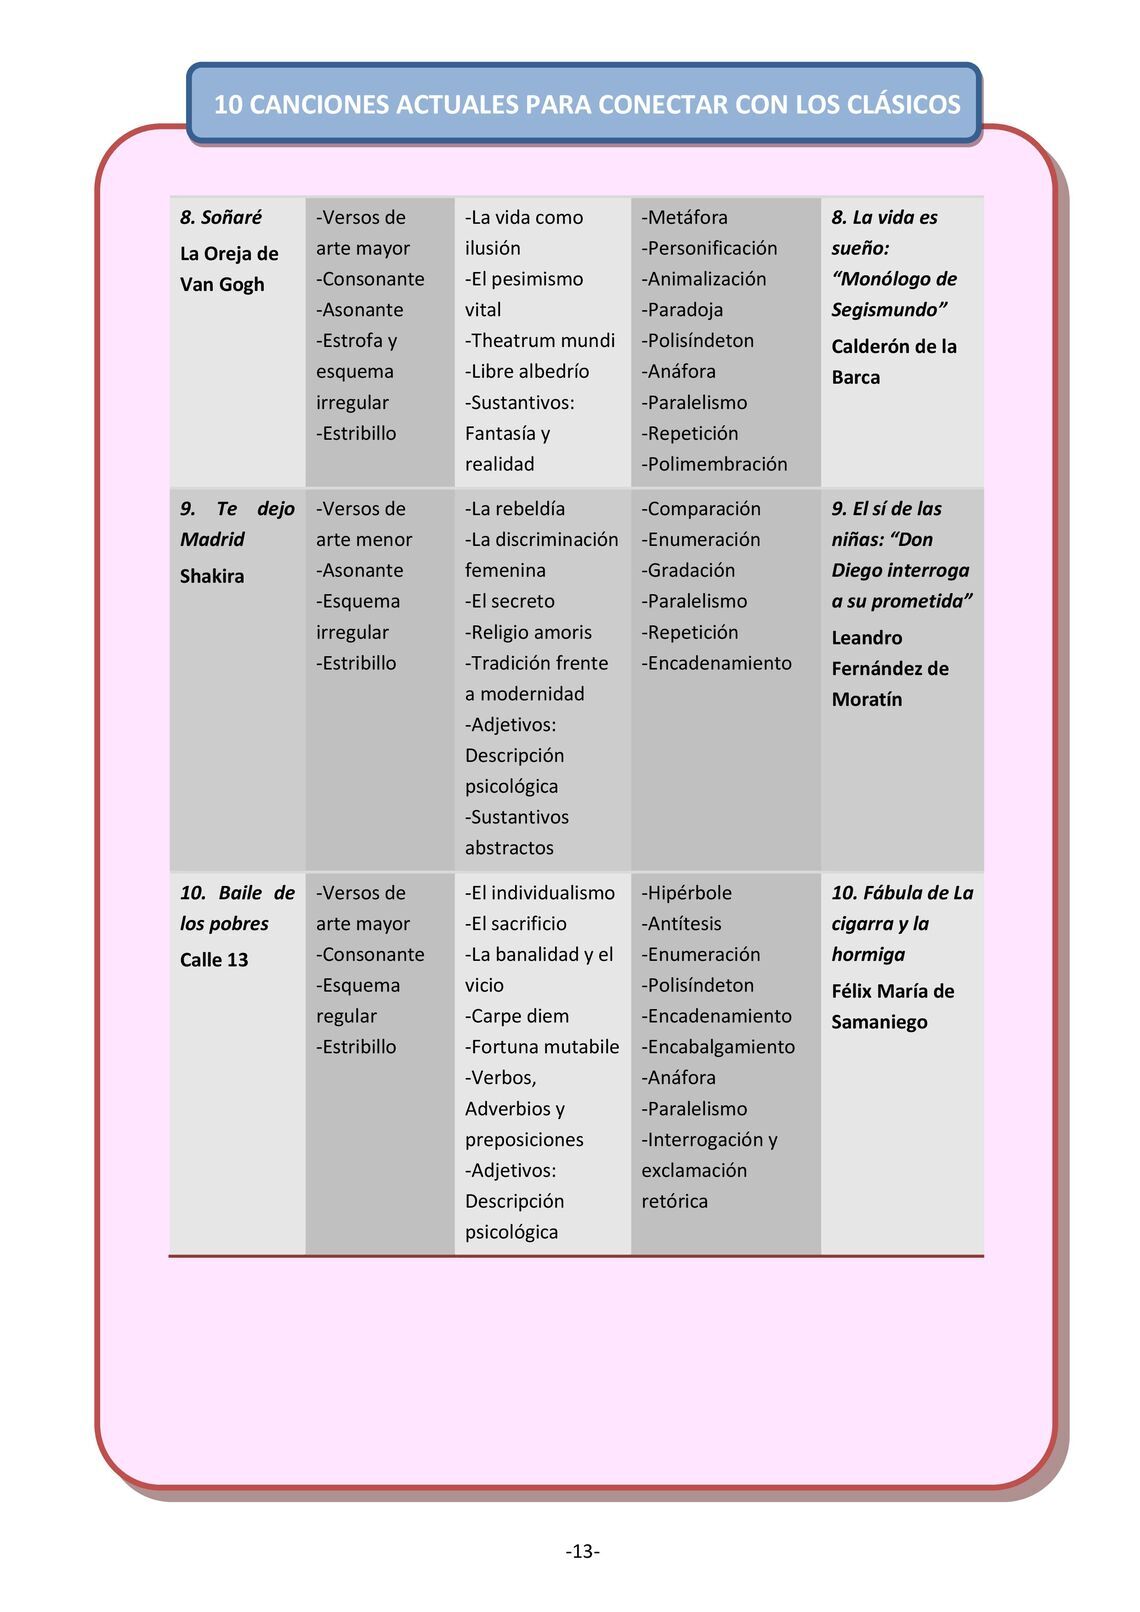 10 CANCIONES ACTUALES PARA CONECTAR CON LOS CLÁSICOS
8. Soñaré
La Oreja de
Van Gogh
-Versos de
arte mayor
-Consonante
-Asonante
-Estrofa y
esquema
irregular
-Estribillo
-La vida como
ilusión
-El pesimismo
vital
-Theatrum mundi
-Libre albedrío
-Sustantivos:
Fantasía y
realidad
-Metáfora
-Personificación
-Animalización
-Paradoja
-Polisíndeton
-Anáfora
-Paralelismo
-Repetición
-Polimembración
8. La vida es
sueño:
“Monólogo de
Segismundo”
Calderón de la
Barca
9. Te dejo
Madrid
Shakira
-Versos de
arte menor
-Asonante
-Esquema
irregular
-Estribillo
-La rebeldía
-La discriminación
femenina
-El secreto
-Religio amoris
-Tradición frente
a modernidad
-Adjetivos:
Descripción
psicológica
-Sustantivos
abstractos
-Comparación
-Enumeración
-Gradación
-Paralelismo
-Repetición
-Encadenamiento
9. El sí de las
niñas: “Don
Diego interroga
a su prometida”
Leandro
Fernández de
Moratín
10. Baile de
los pobres
Calle 13
-Versos de
arte mayor
-Consonante
-Esquema
regular
-Estribillo
-El individualismo
-El sacrificio
-La banalidad y el
vicio
-Carpe diem
-Fortuna mutabile
-Verbos,
Adverbios y
preposiciones
-Adjetivos:
Descripción
psicológica
-Hipérbole
-Antítesis
-Enumeración
-Polisíndeton
-Encadenamiento
-Encabalgamiento
-Anáfora
-Paralelismo
-Interrogación y
exclamación
retórica
10. Fábula de La
cigarra y la
hormiga
Félix María de
Samaniego
-13-